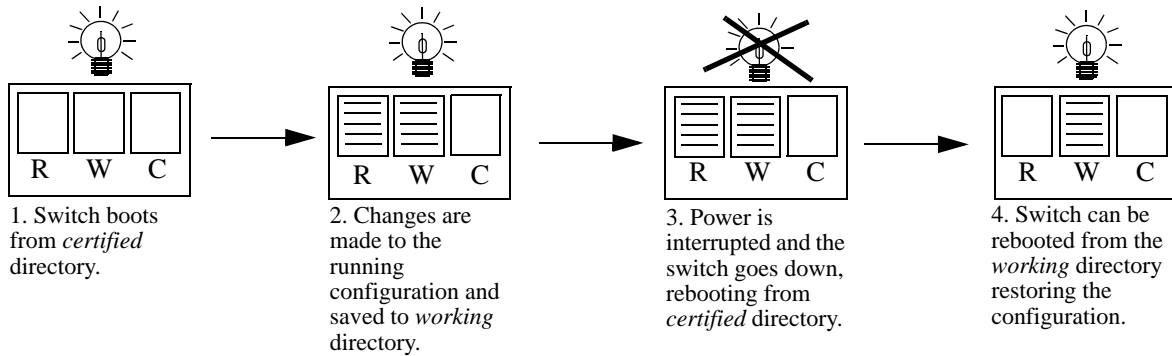 R W C
1. Switch boots
from certified
directory.
R W C
2. Changes are
made to the
running
configuration and
saved to working
directory.
R W C
3. Power is
interrupted and the
switch goes down,
rebooting from
certified directory.
R W C
4. Switch can be
rebooted from the
working directory
restoring the
configuration.